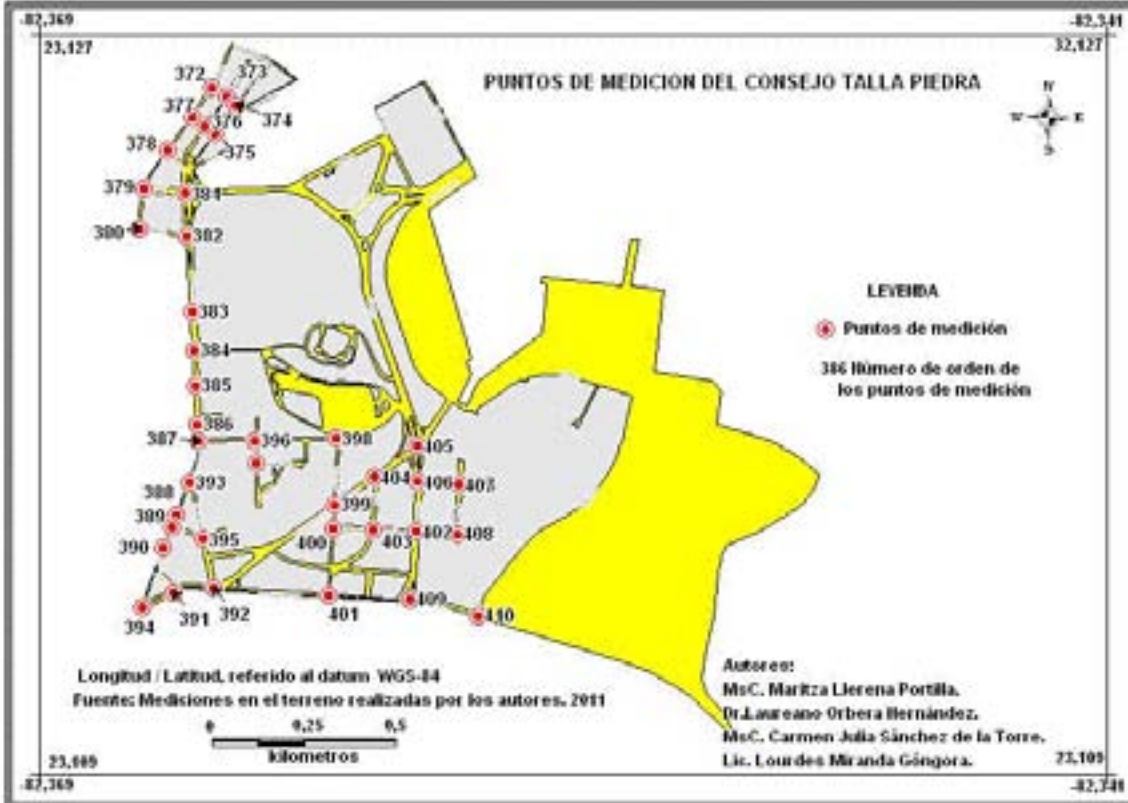 -82,369
-82,341
23,127
32,127
PUNTOS DE MEDICION DEL CONSEJO TALLA PIEDRA
N
W E
S
372
373
374
377
376
375
378
379
384
380
382
383
384
385
386
387
396
398
405
393
404
406
407
388
389
399
390
395
400
403
402
408
394
391
392
401
409
410
LEYENDA
Puntos de medición
386 Número de orden de
los puntos de medición
Longitud / Latitud, referido al datum WGS-84
Fuente: Mediciones en el terreno realizadas por los autores. 2011
0 0,25 0,5
kilometros
Autores:
MsC. Maritza Llerena Portilla.
Dr.Laureano Orbera Hernández.
MsC. Carmen Julia Sánchez de la Torre.
Lic. Lourdes Miranda Góngora.
23,109
23,109
-82,369
-82,341